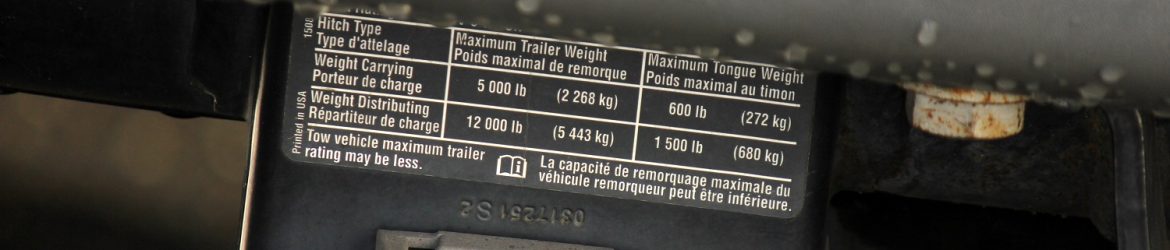 1508
Hitch Type
Type d'attelage
Maximum Trailer Weight
Poids maximal de remorque
Maximum Tongue Weight
Poids maximal au timon
Weight Carrying
Porteur de charge
5 000 lb (2 268 kg)
600 lb (272 kg)
Weight Distributing
Répartiteur de charge
12 000 lb (5 443 kg)
1 500 lb (680 kg)
Printed in USA
Tow vehicle maximum trailer
rating may be less.
La capacité de remorquage maximale du
véhicule remorqueur peut être inférieure.
0317251 S 2